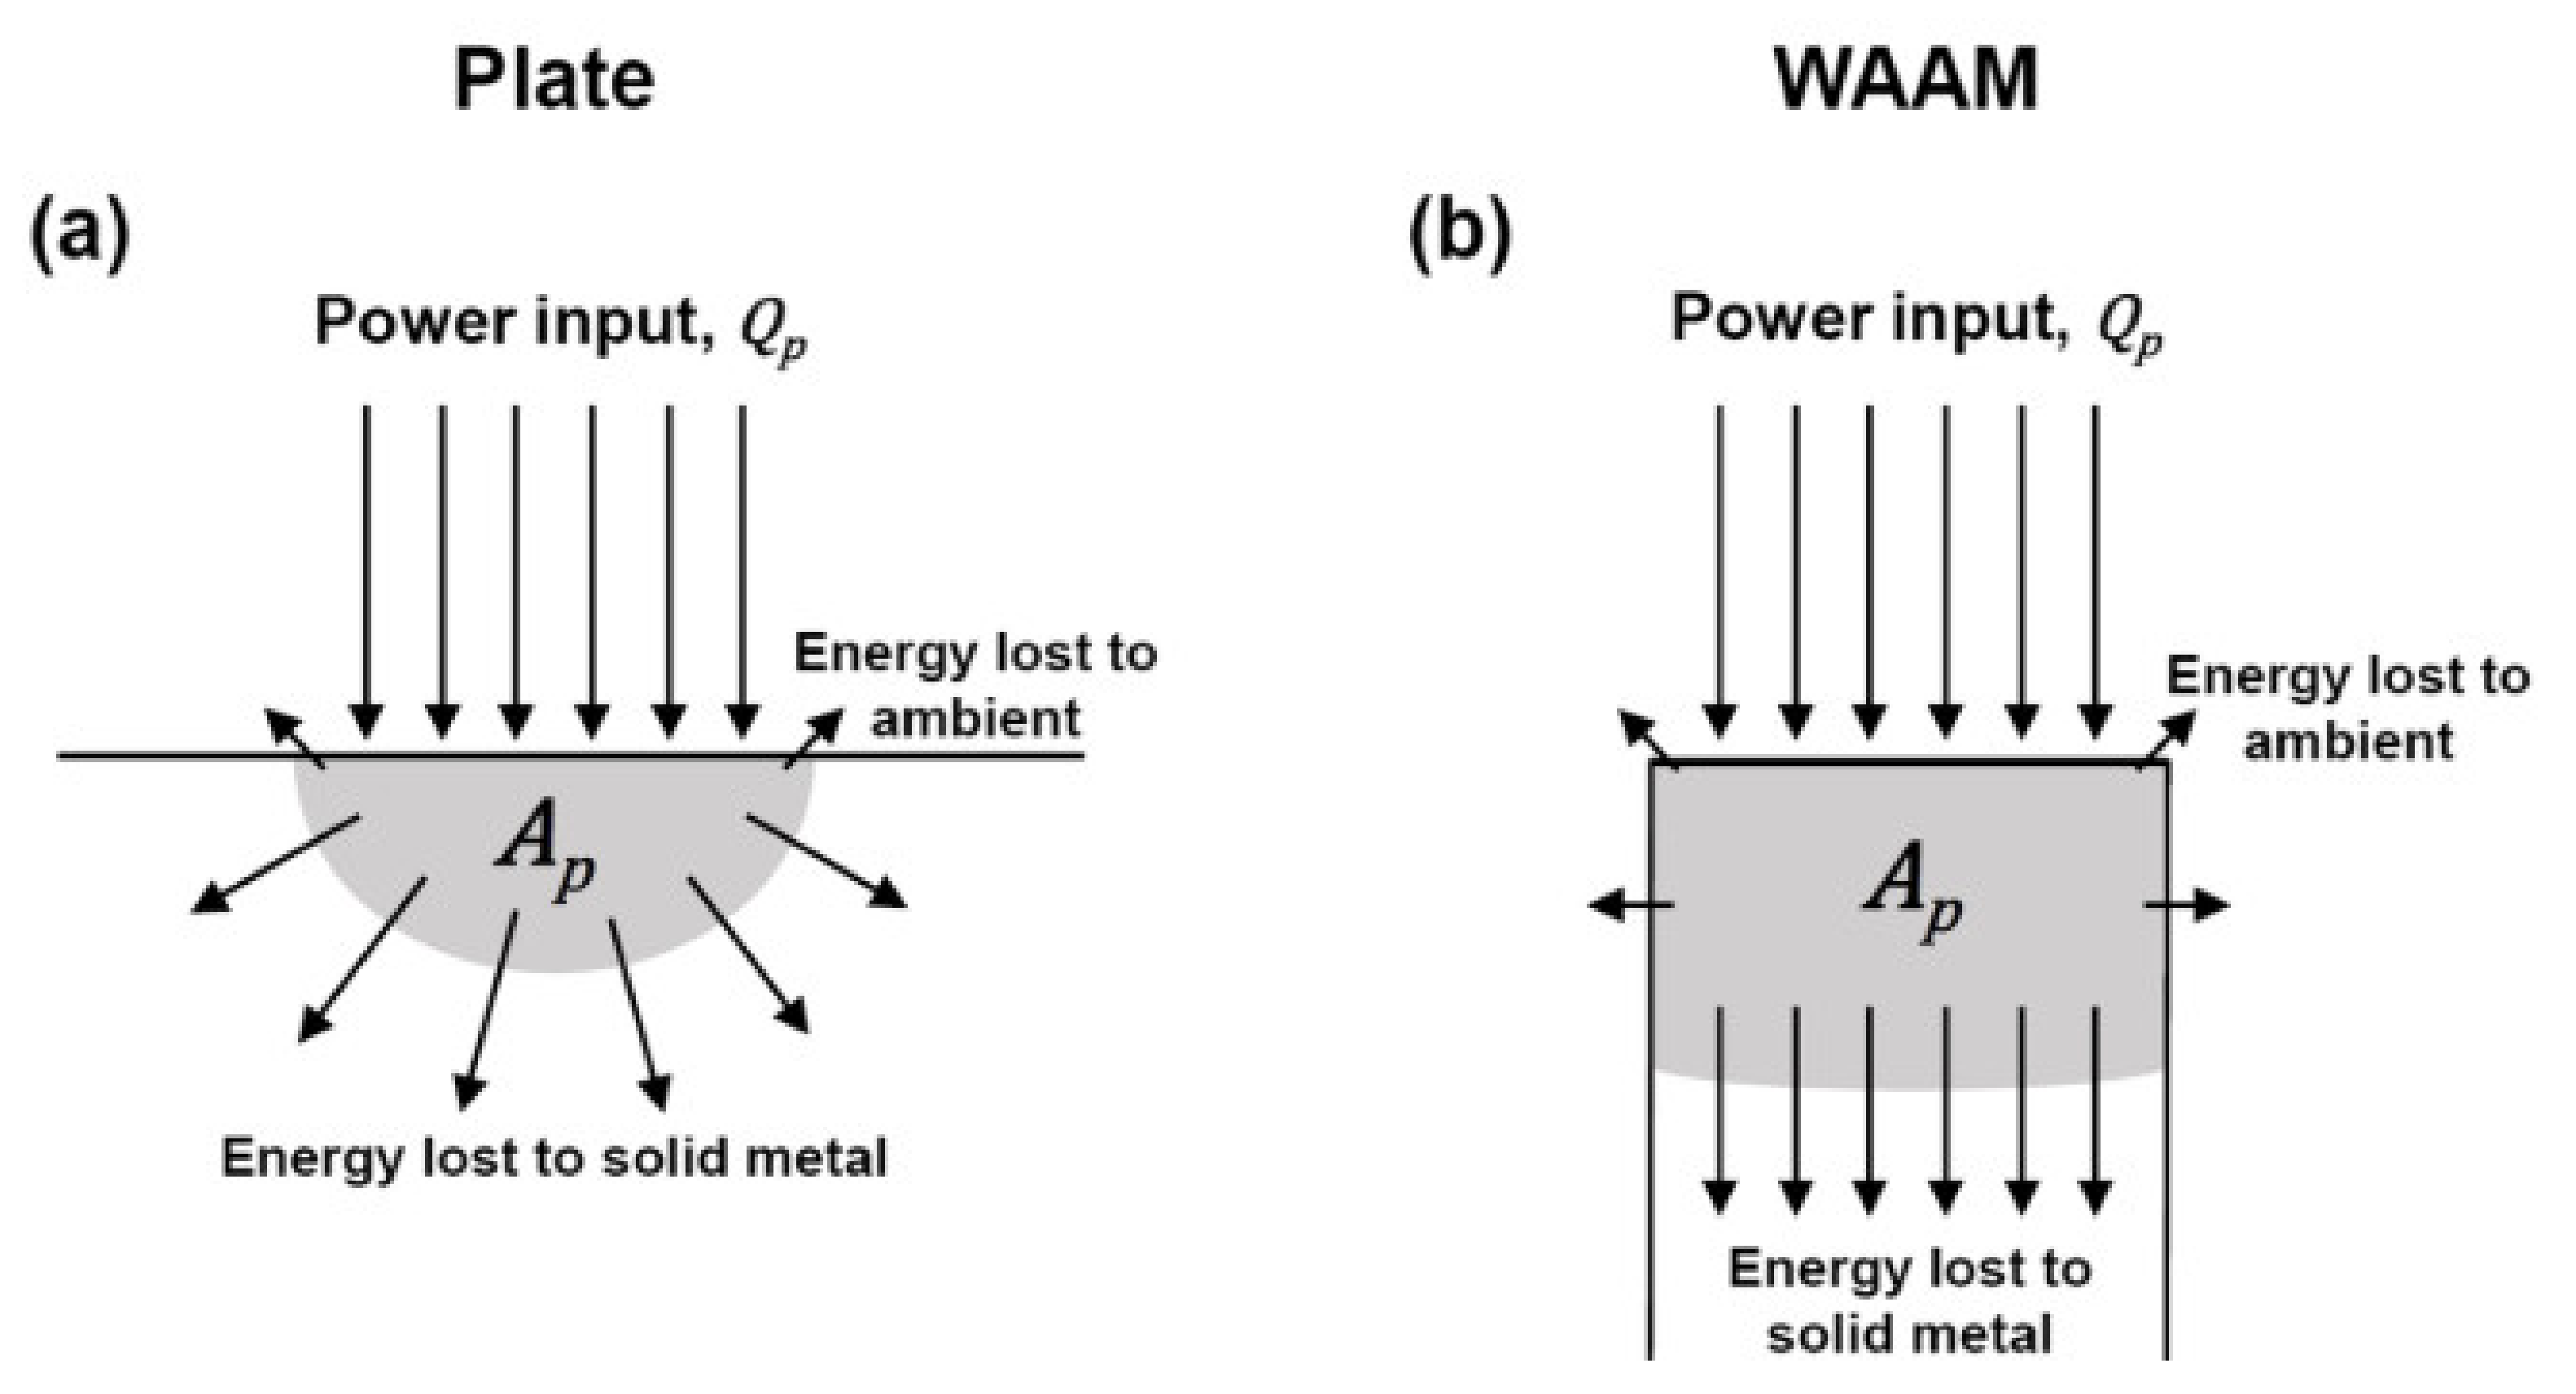 Plate
(a)
Power input, Qp
Energy lost to
ambient
Ap
Energy lost to solid metal
WAAM
(b)
Power input, Qp
Energy lost to
ambient
Ap
Energy lost to
solid metal